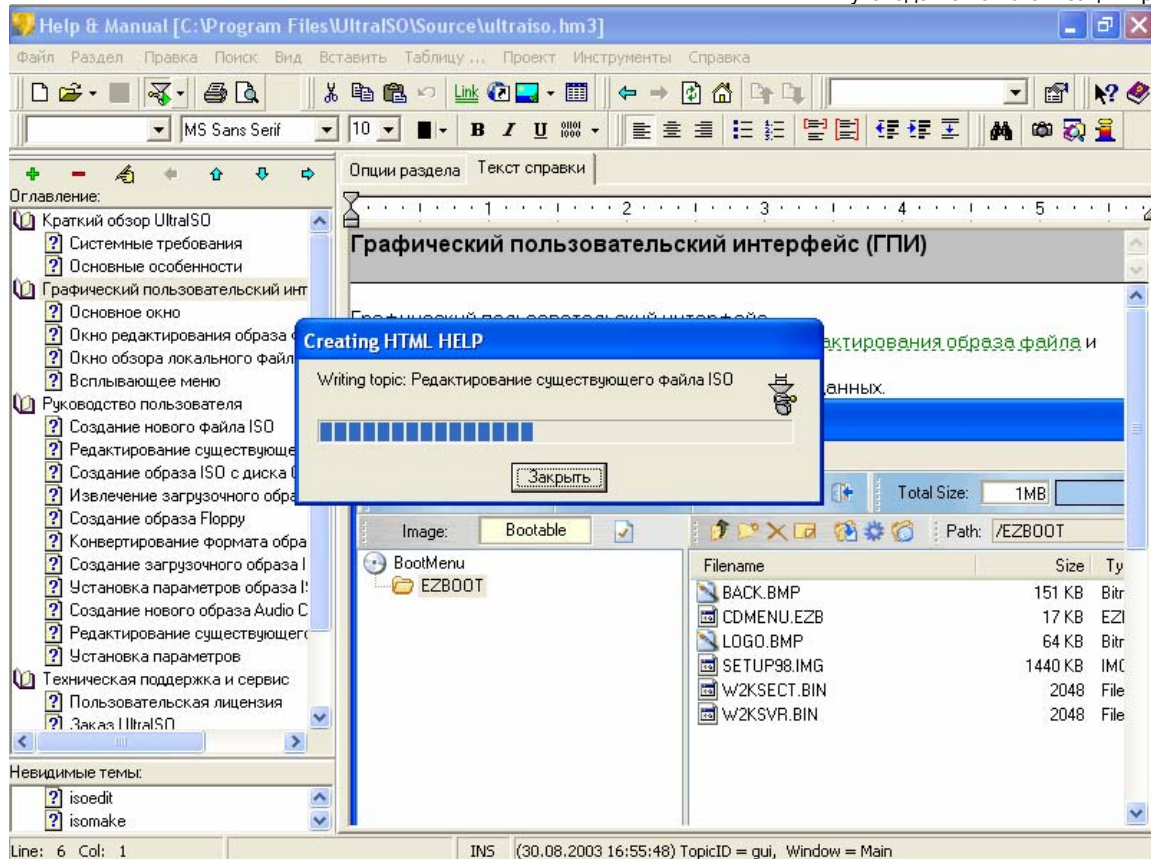 Help & Manual [C:\Program Files\UltraISO\Source\ultraiso.hm3]
Файл Раздел Правка Поиск Вид Вставить Таблицу ... Проект Инструменты Справка
Link
MS Sans Serif 10 B I U
Опции раздела Текст справки
Оглавление:
1 2 3 4 5
Краткий обзор UltraISO
Системные требования
Основные особенности
Графический пользовательский инт
Основное окно
Окно редактирования образа
Окно обзора локального файл
Всплывающее меню
Руководство пользователя
Создание нового файла ISO
Редактирование существующе
Создание образа ISO с диска
Извлечение загрузочного обра
Создание образа Floppy
Конвертирование формата обра
Создание загрузочного образа I
Установка параметров образа I
Создание нового образа Audio C
Редактирование существующего
Установка параметров
Техническая поддержка и сервис
Пользовательская лицензия
Заказ UltraISO
Невидимые темы:
isoedit
isomake
Графический пользовательский интерфейс (ГПИ)
актирования образа файла и
данных.
Creating HTML HELP
Writing topic: Редактирование существующего файла ISO
Закрыть
Total Size: 1MB
Image: Bootable
Path: /EZBOOT
BootMenu
EZBOOT
Filename Size Ty
BACK.BMP 151 KB Bitr
CDMENU.EZB 17 KB EZI
LOGO.BMP 64 KB Bitr
SETUP98.IMG 1440 KB IMC
W2KSECT.BIN 2048 File
W2KSVR.BIN 2048 File
Line: 6 Col: 1 INS (30.08.2003 16:55:48) TopicID = gui, Window = Main